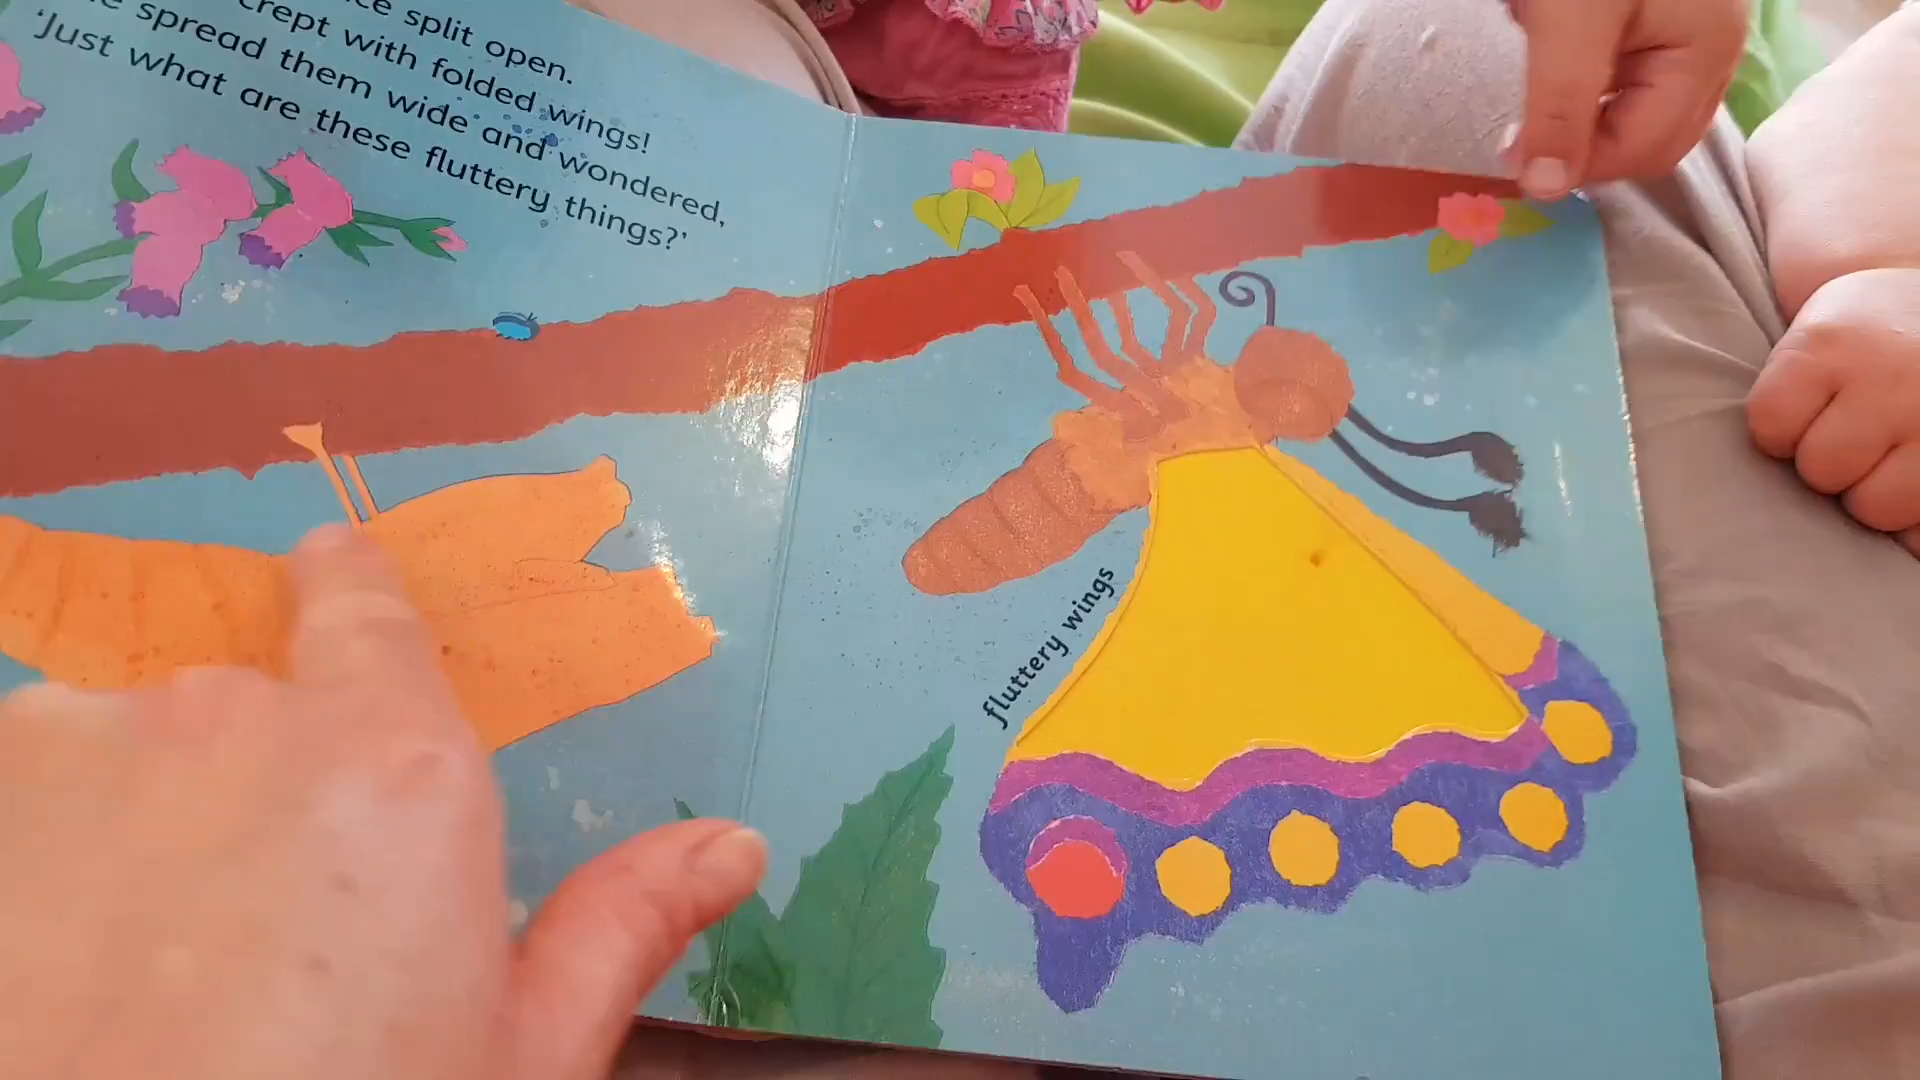 split open.
crept with folded wings!
spread them wide and wondered,
‘Just what are these fluttery things?’
fluttery wings